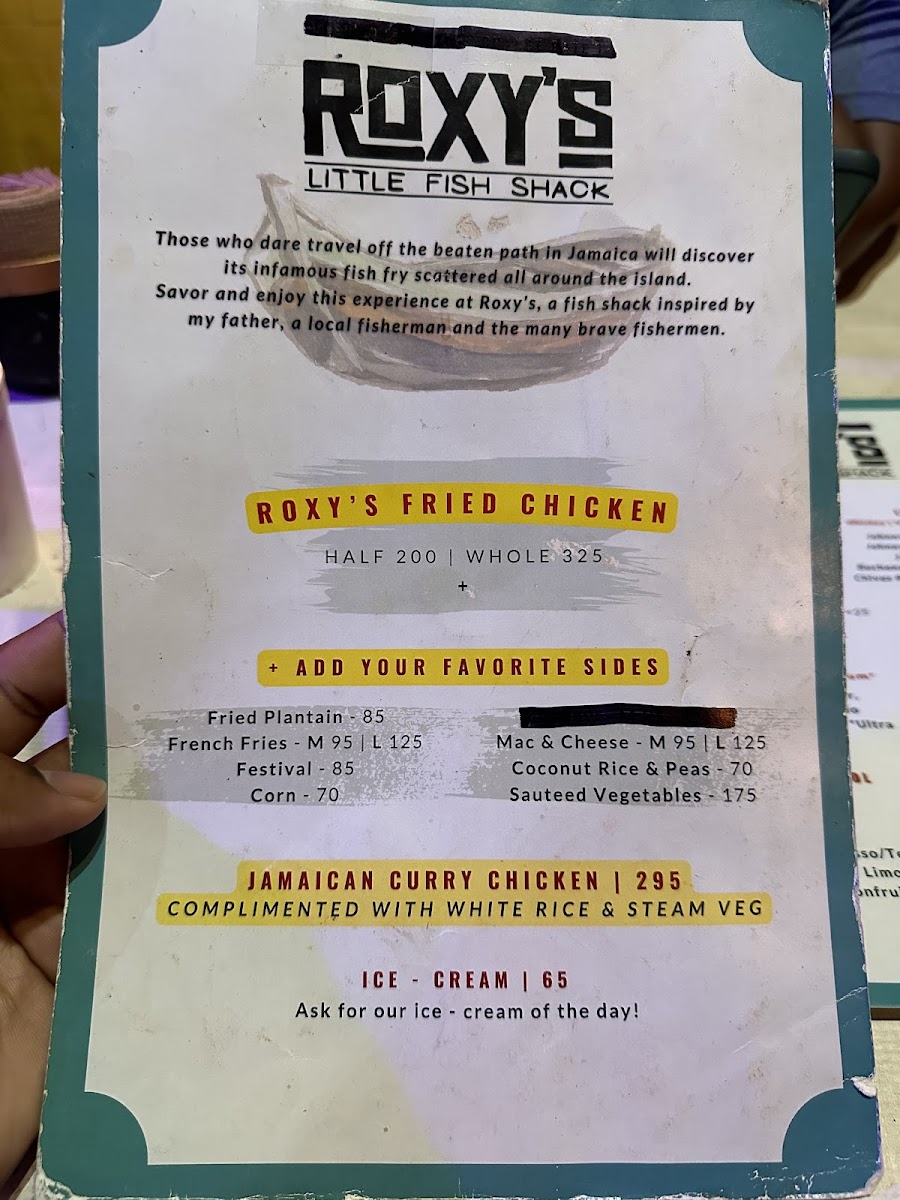 ROXY'S
LITTLE FISH SHACK
Those who dare travel off the beaten path in Jamaica will discover
its infamous fish fry scattered all around the island.
Savor and enjoy this experience at Roxy's, a fish shack inspired by
my father, a local fisherman and the many brave fishermen.
ROXY'S FRIED CHICKEN
HALF 200 | WHOLE 325
+
+ ADD YOUR FAVORITE SIDES
Fried Plantain - 85
French Fries - M 95 | L 125
Festival - 85
Corn - 70
Mac & Cheese - M 95 | L 125
Coconut Rice & Peas - 70
Sauteed Vegetables - 175
JAMAICAN CURRY CHICKEN | 295
COMPLIMENTED WITH WHITE RICE & STEAM VEG
ICE - CREAM | 65
Ask for our ice - cream of the day!